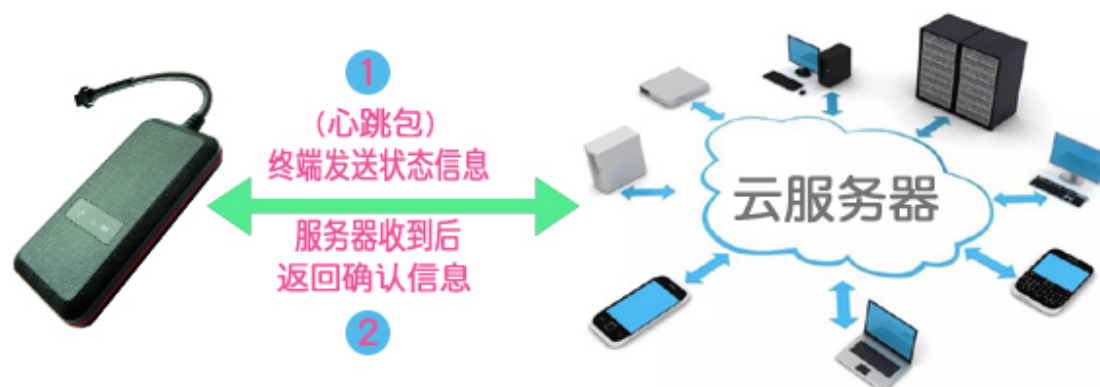 1
(心跳包)
终端发送状态信息
服务器收到后
返回确认信息
2
云服务器